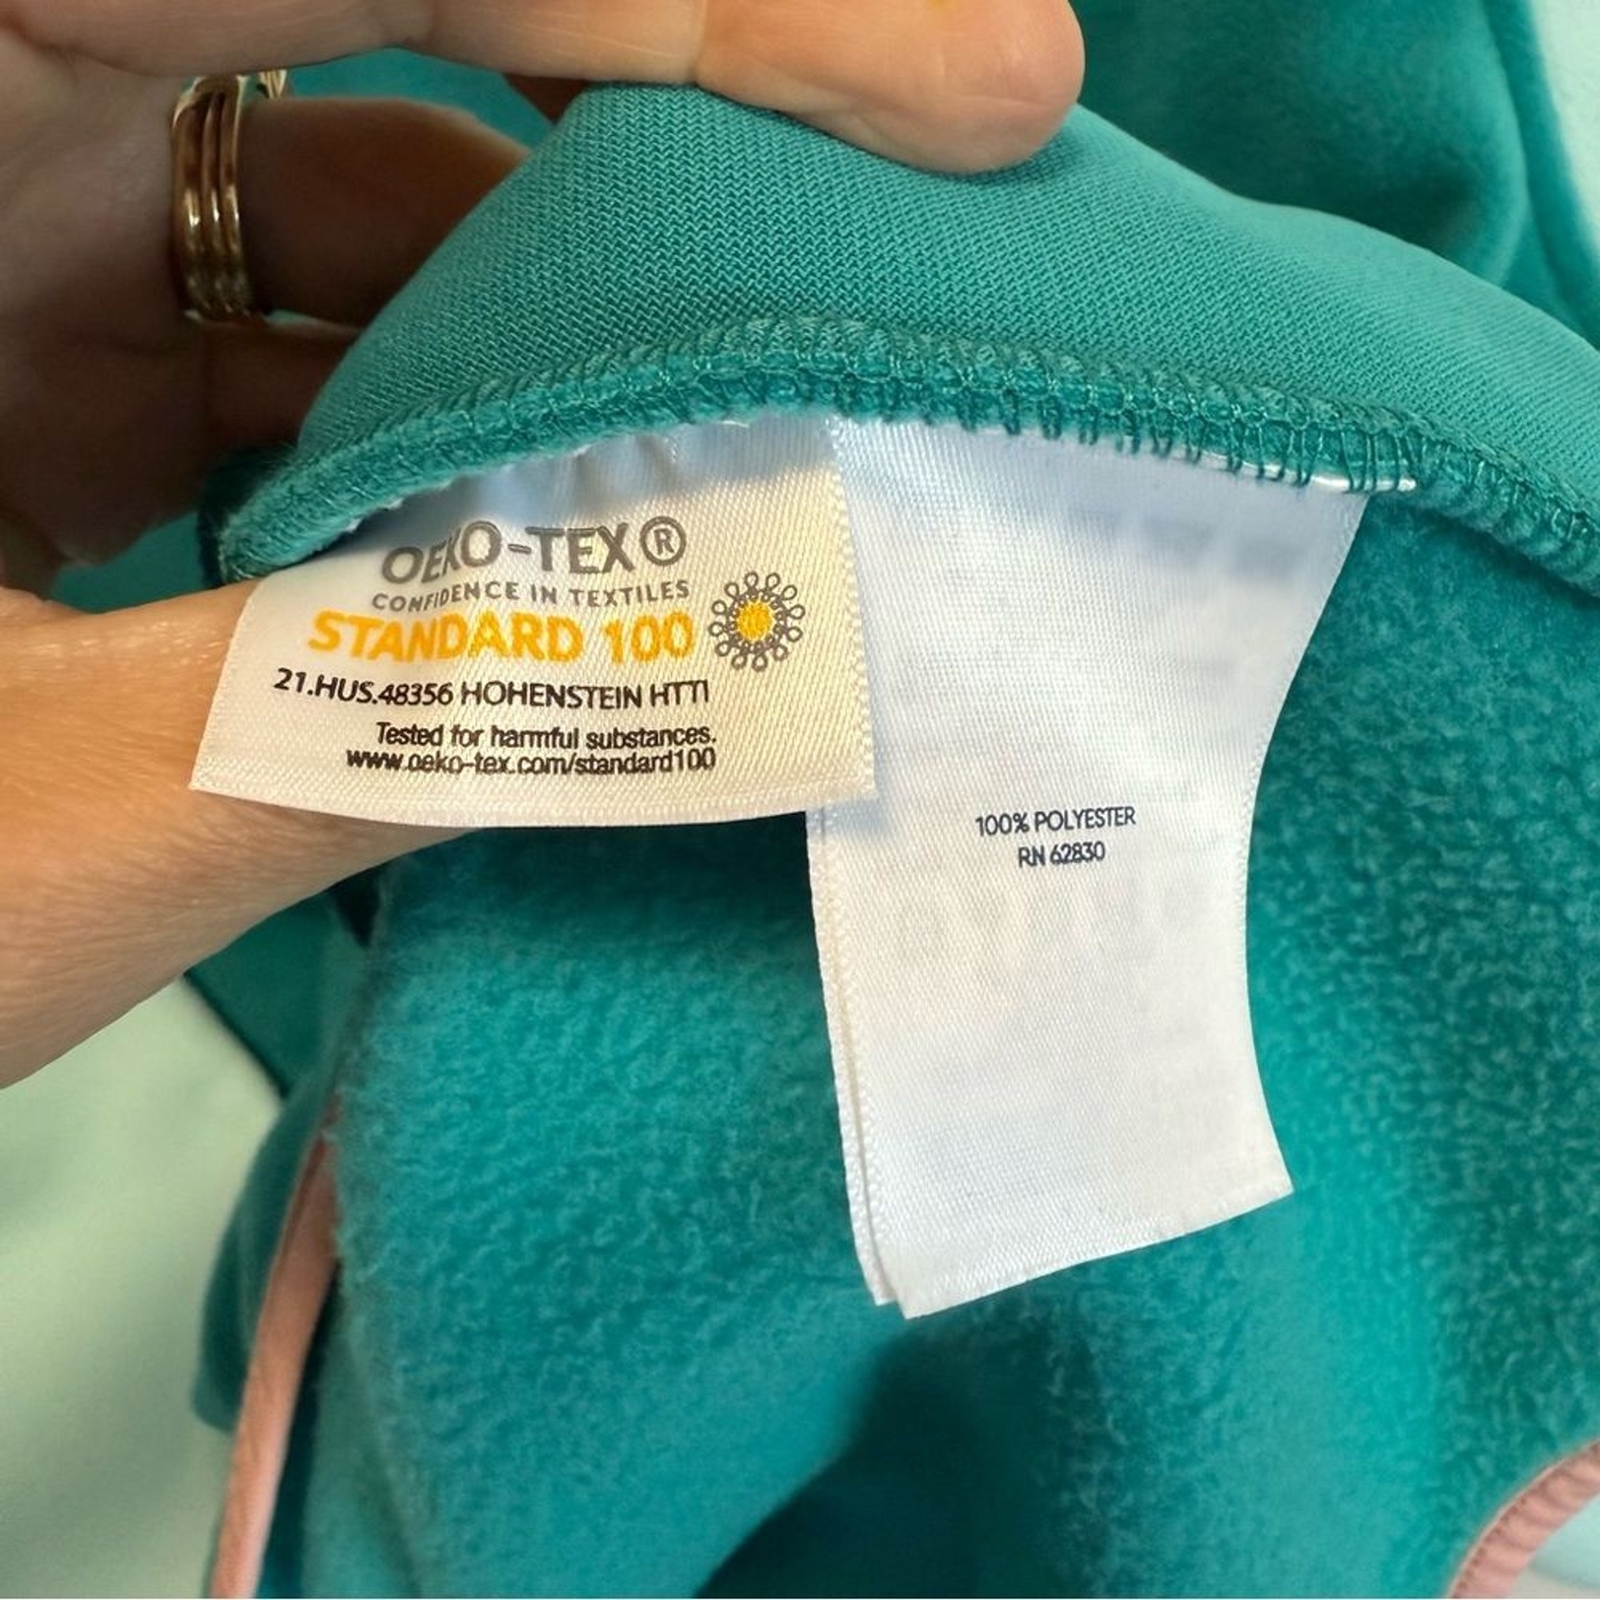 OEKO-TEX®
CONFIDENCE IN TEXTILES
STANDARD 100
21.HUS.48356 HOHENSTEIN HTTI
Tested for harmful substances.
www.oeko-tex.com/standard100
100% POLYESTER
RN 62830